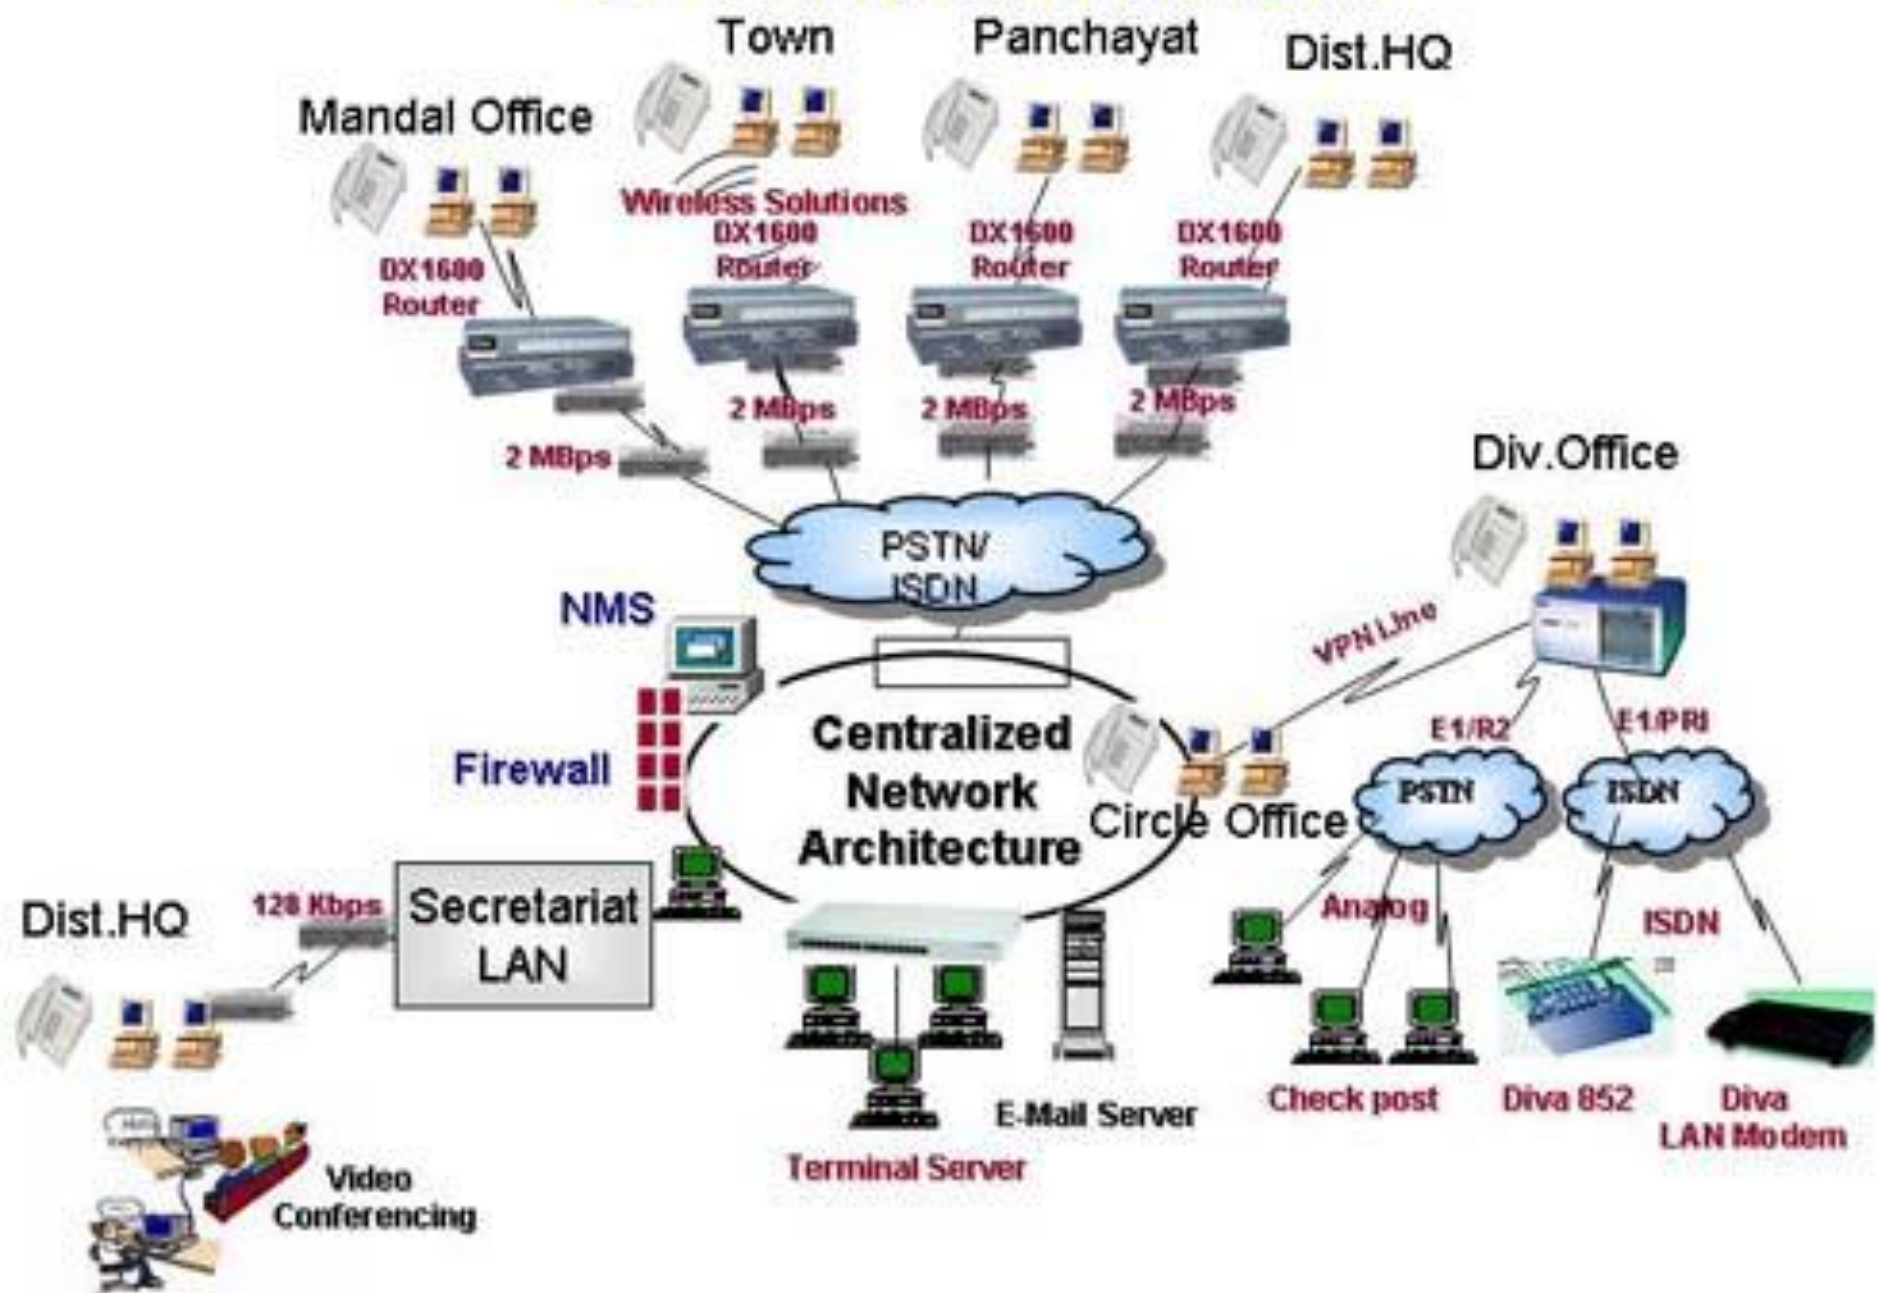 Town
Panchayat
Dist.HQ
Mandal Office
Wireless Solutions
DX1600
Router
DX1600
Router
DX1600
Router
DX1600
Router
2 MBps
2 MBps
2 MBps
2 MBps
Div.Office
PSTN/
ISDN
NMS
VPN Line
E1/R2
E1/PRI
Firewall
Centralized
Network
Architecture
Circle Office
PSTN
ISDN
Dist.HQ
128 Kbps
Secretariat
LAN
Analog
ISDN
Check post
Diva 852
Diva
LAN Modem
E-Mail Server
Terminal Server
Video
Conferencing